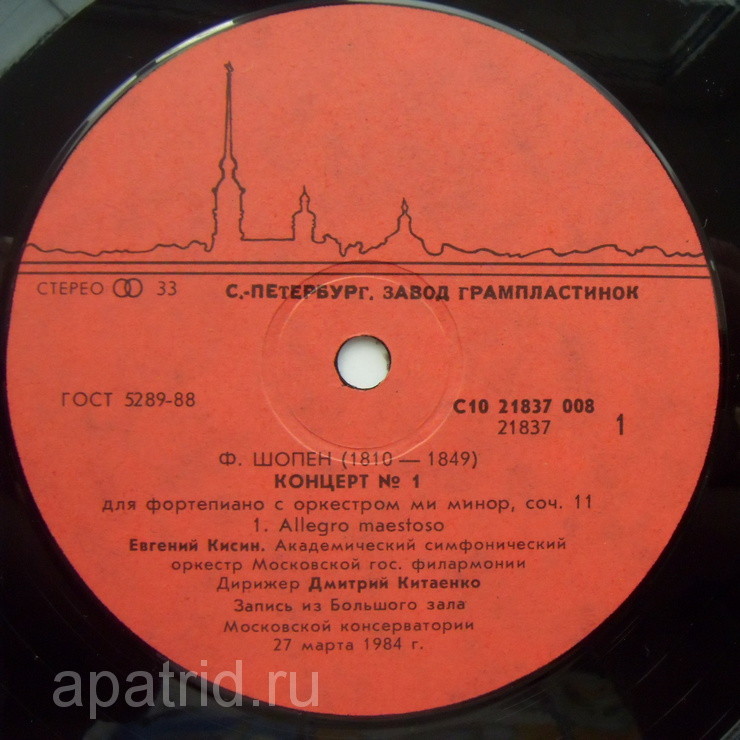 СТЕРЕО 33
С.-ПЕТЕРБУРГ. ЗАВОД ГРАМПЛАСТИНОК
ГОСТ 5289-88
С10 21837 008
21837 1
Ф. ШОПЕН (1810 — 1849)
КОНЦЕРТ № 1
для фортепиано с оркестром ми минор, соч. 11
1. Allegro maestoso
Евгений Кисин. Академический симфонический
оркестр Московской гос. филармонии
Дирижер Дмитрий Китаенко
Запись из Большого зала
Московской консерватории
27 марта 1984 г.
apatrid.ru